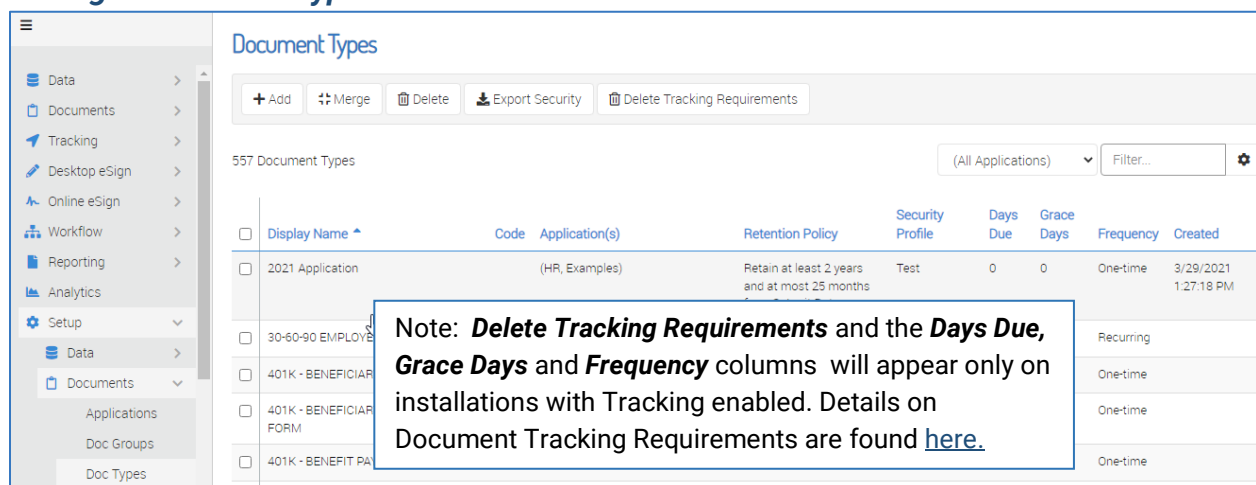 Document Types
Data
Documents
Tracking
Desktop eSign
Online eSign
Workflow
Reporting
Analytics
Setup
Data
Documents
Applications
Doc Groups
Doc Types
Add
Merge
Delete
Export Security
Delete Tracking Requirements
557 Document Types
(All Applications)
Filter...
Display Name
Code
Application(s)
Retention Policy
Security
Profile
Days
Due
Grace
Days
Frequency
Created
2021 Application
(HR, Examples)
Retain at least 2 years
and at most 25 months
Test
0
0
One-time
3/29/2021
1:27:18 PM
30-60-90
Recurring
401K - BENEFICIAR
One-time
401K - BENEFICIAR
FORM
One-time
401K - BENEFIT PA
One-time
Note: Delete Tracking Requirements and the Days Due,
Grace Days and Frequency columns will appear only on
installations with Tracking enabled. Details on
Document Tracking Requirements are found here.